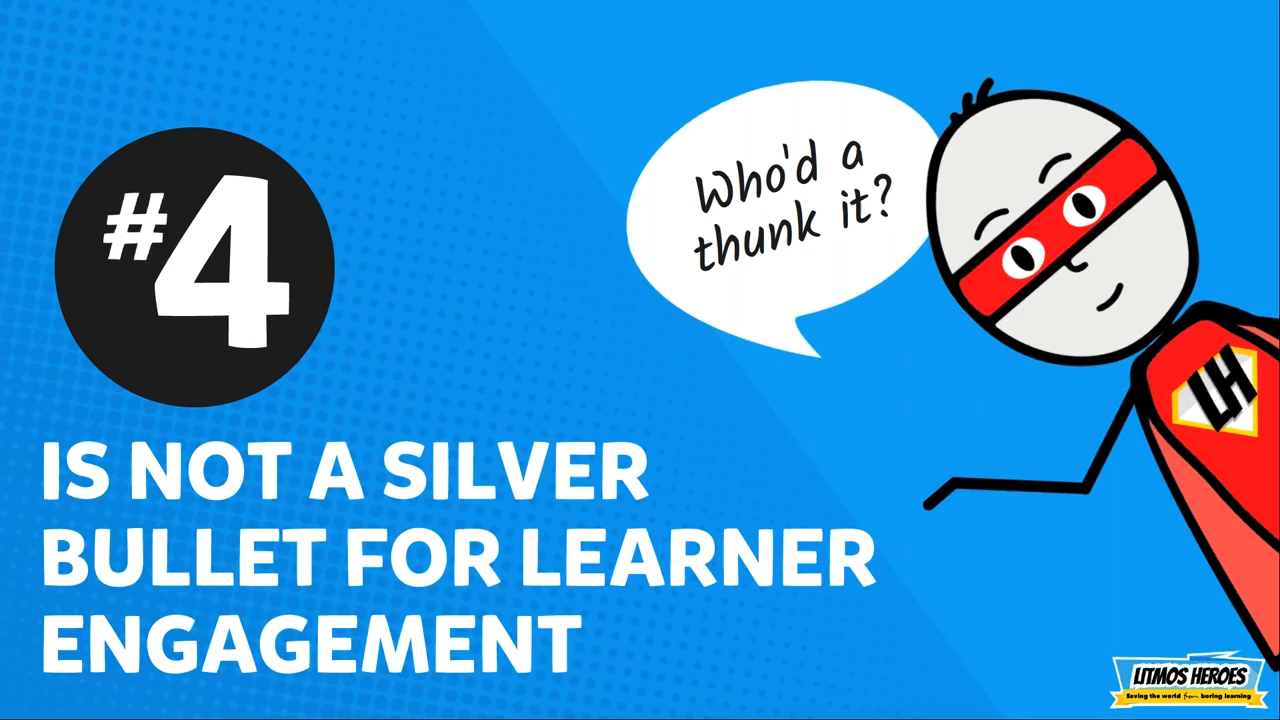 #4
IS NOT A SILVER
BULLET FOR LEARNER
ENGAGEMENT
Who'd a
thunk it?
LH
LITMOS HEROES
Saving the world from boring learning